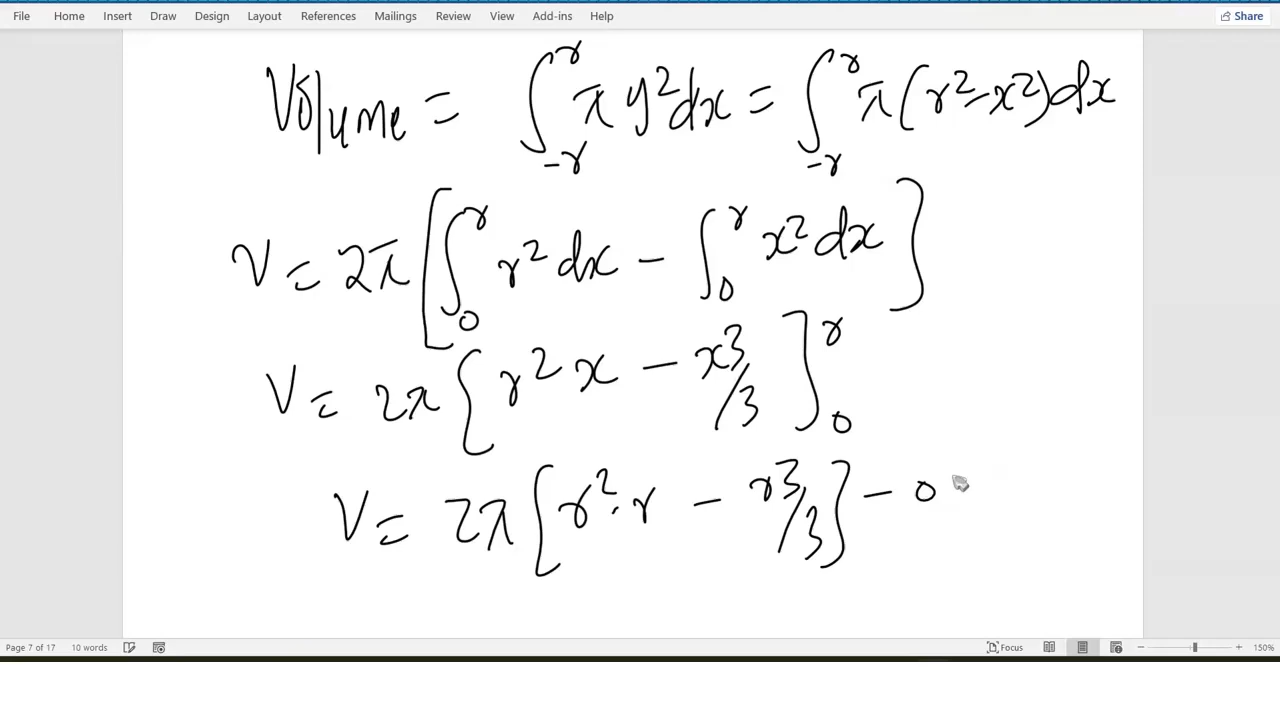 File Home Insert Draw Design Layout References Mailings Review View Add-ins Help Share
Volume = ∫_{-r}^{r} π y² dx = ∫_{-r}^{r} π (r² - x²) dx
V = 2π [ ∫_0^r r² dx - ∫_0^r x² dx ]
V = 2π [ r² x - x³/3 ]_0^r
V = 2π [ r² · r - r³/3 ] - 0
Page 7 of 17 10 words Focus 150%